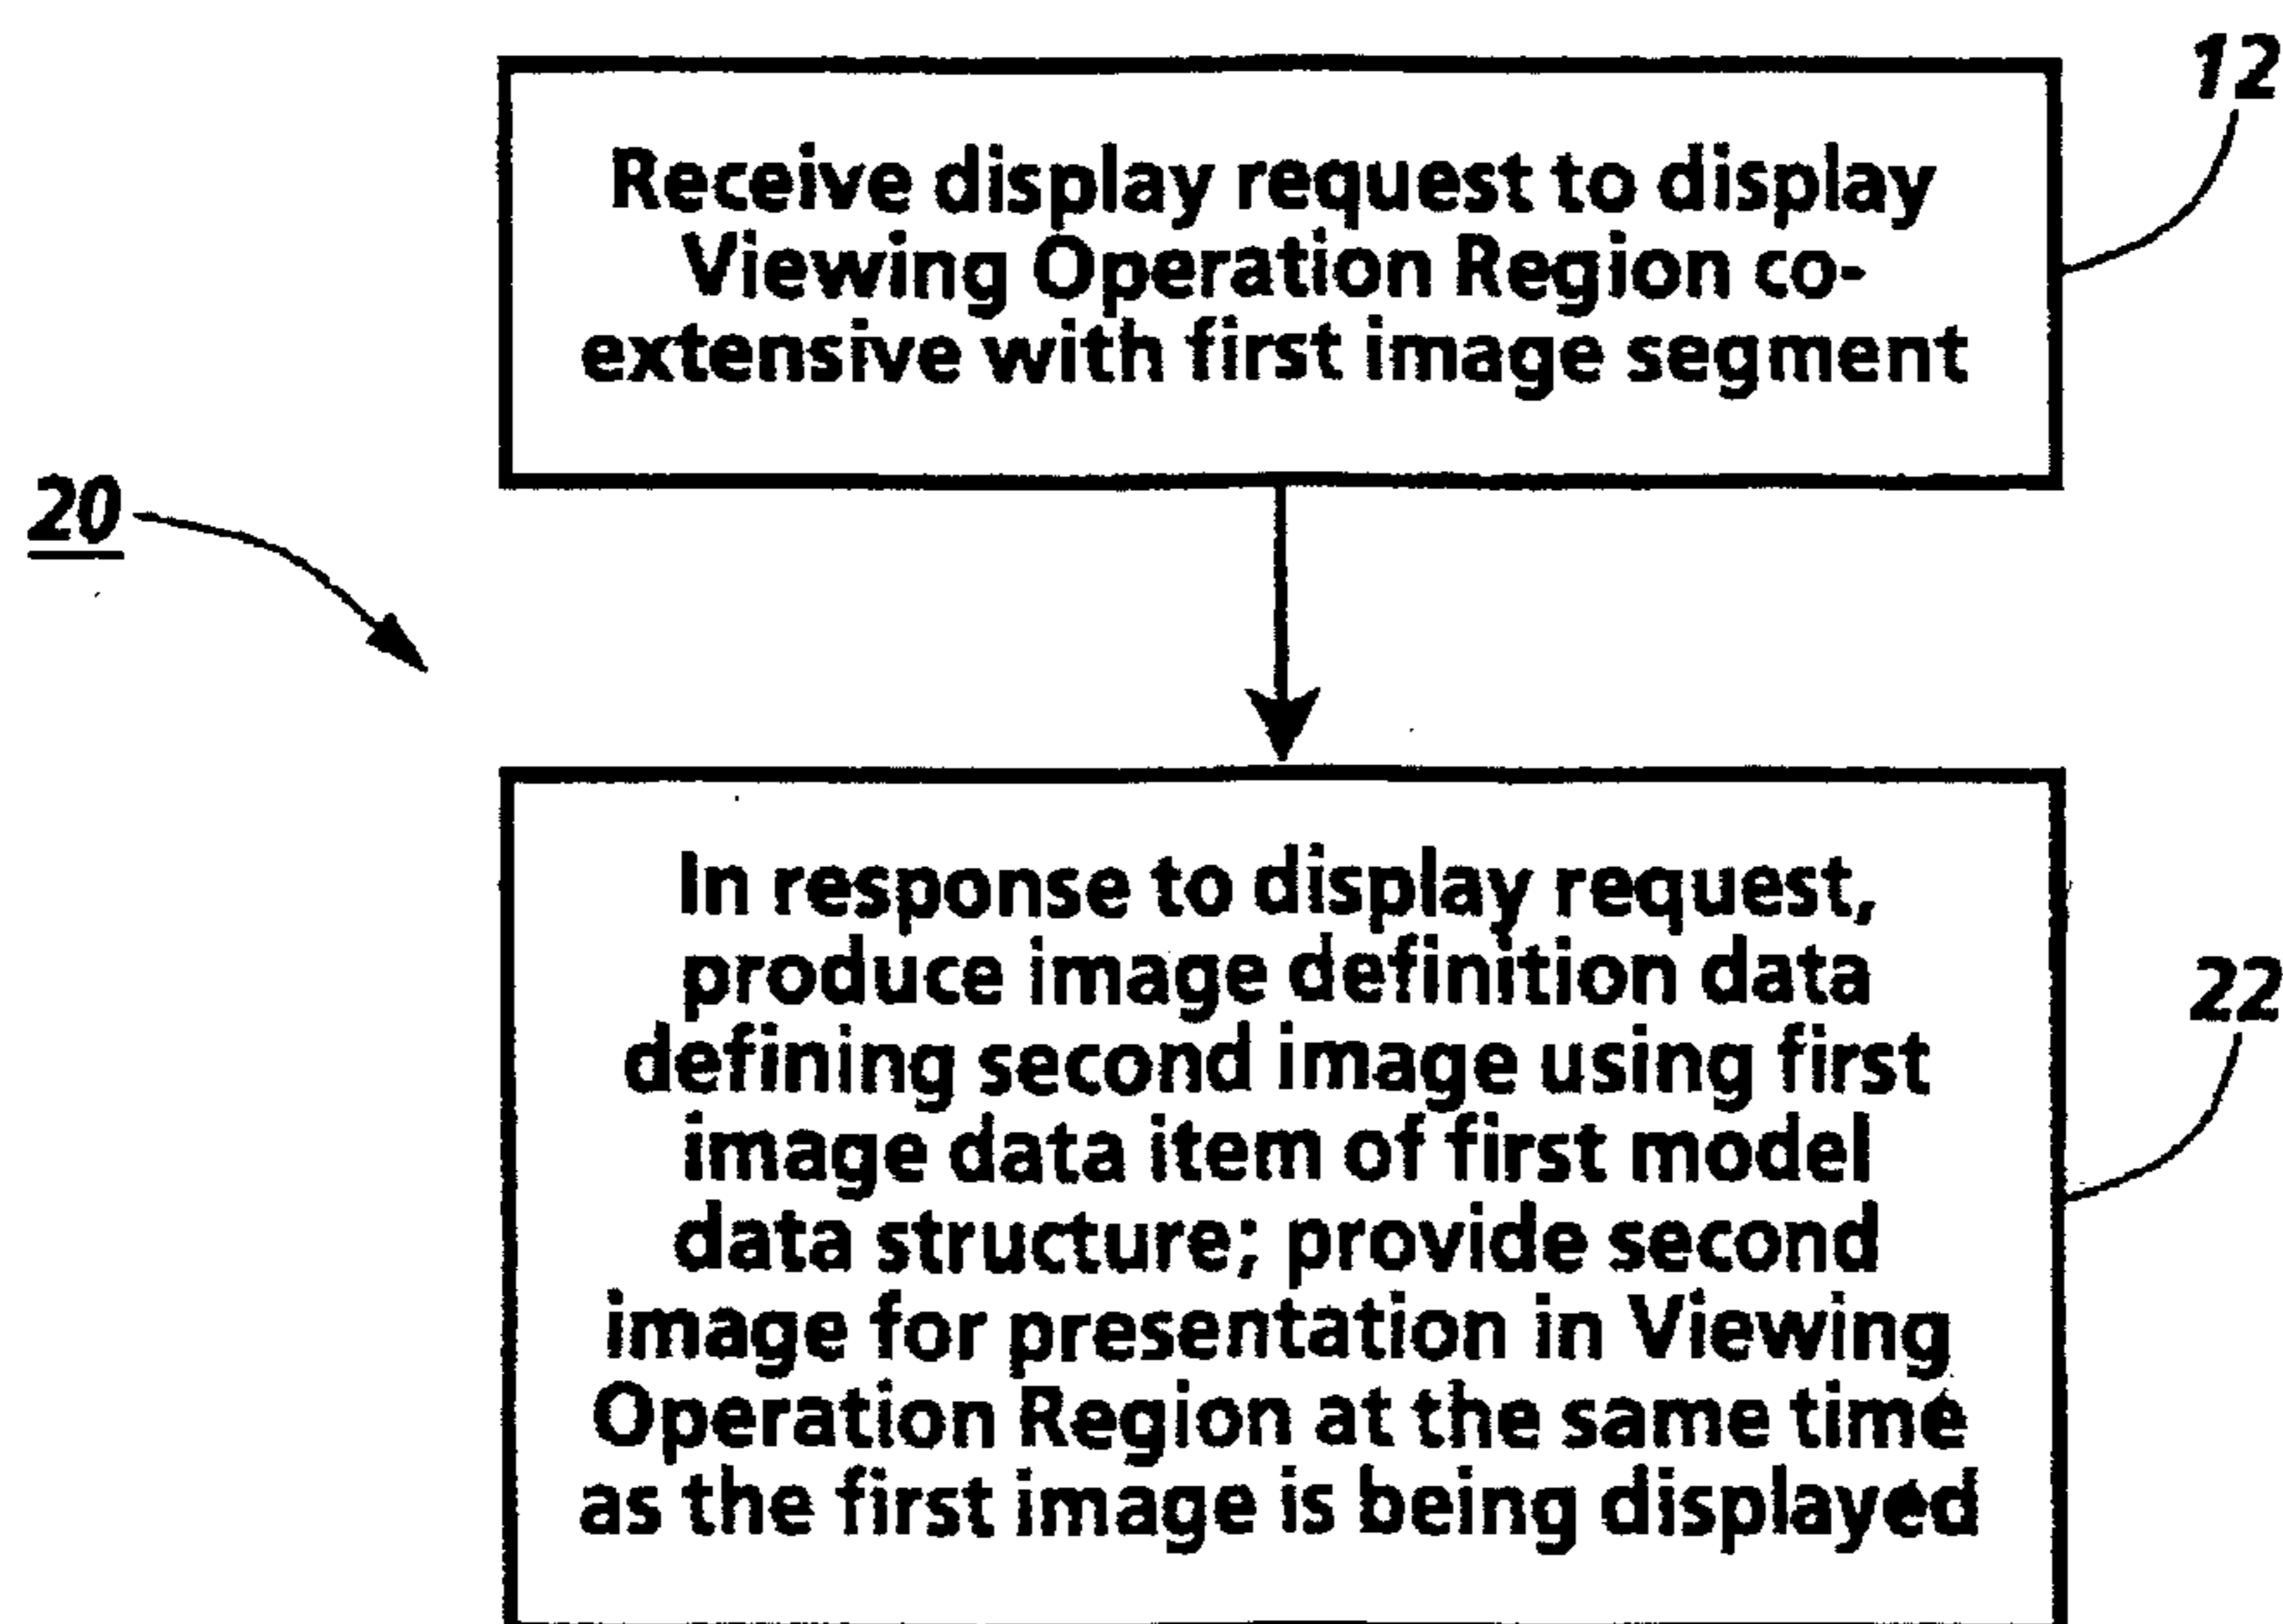 12
Receive display request to display
Viewing Operation Region co-
extensive with first image segment
20
In response to display request,
produce image definition data
defining second image using first
image data item of first model
data structure; provide second
image for presentation in Viewing
Operation Region at the same time
as the first image is being displayed
22